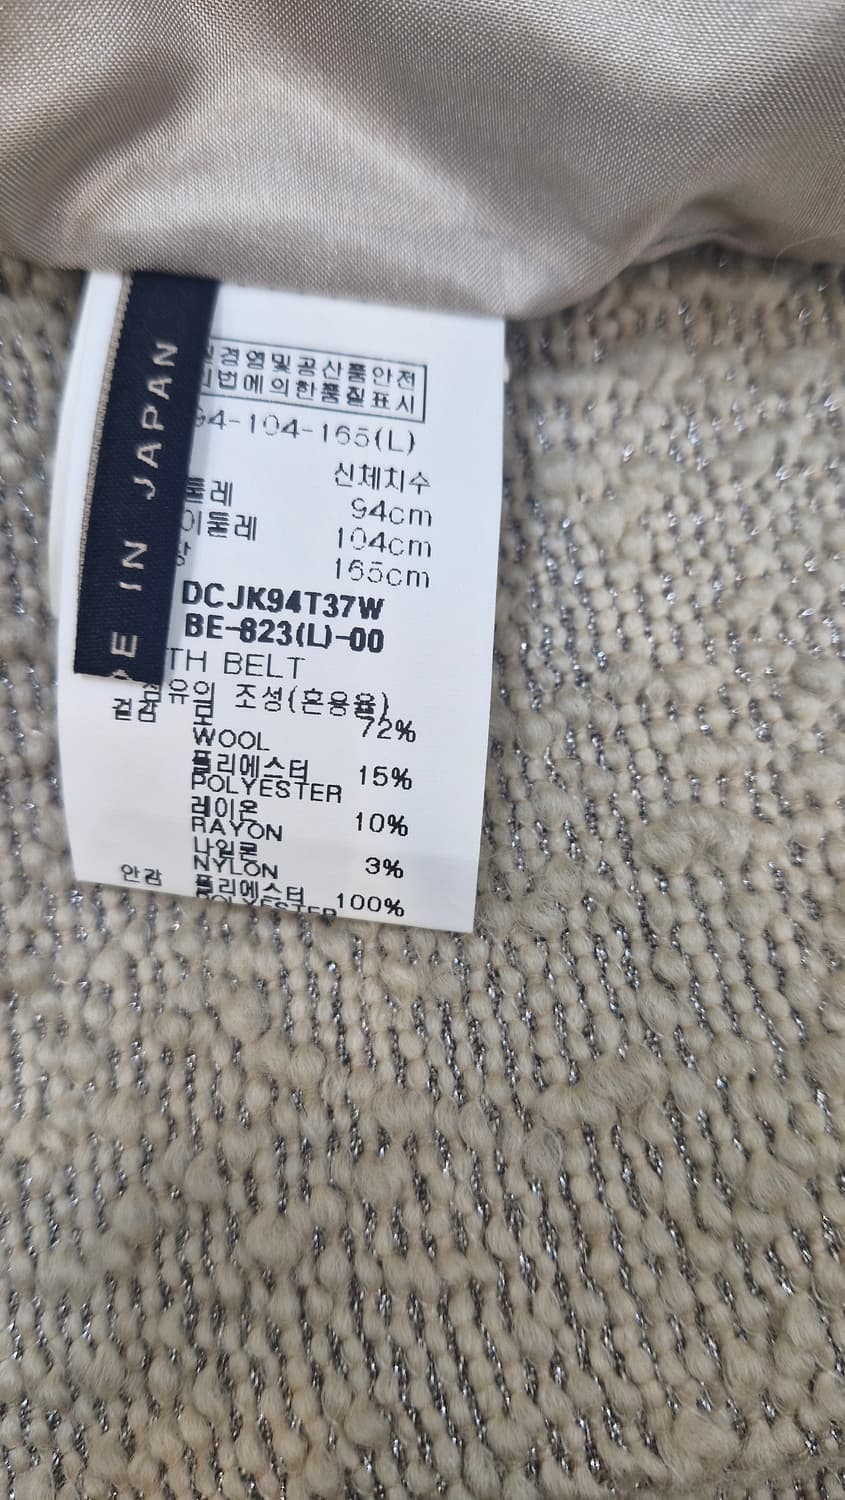 IN JAPAN
경영및공산품안전
법에의한품질표시
94-104-165(L)
신체치수
둘레 94cm
이둘레 104cm
165cm
DCJK94T37W
BE-823(L)-00
TH BELT
섬유의 조성(혼용율)
겉감 모 72%
WOOL
폴리에스터 15%
POLYESTER
레이온 10%
RAYON
나일론 3%
NYLON
안감 폴리에스터 100%
POLYESTER